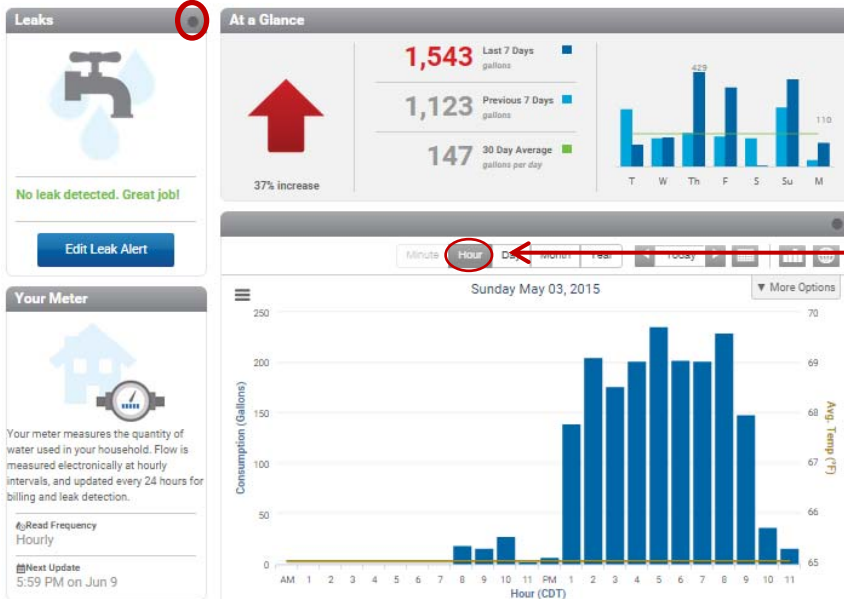 Leaks
No leak detected. Great job!
Edit Leak Alert
Your Meter
Your meter measures the quantity of
water used in your household. Flow is
measured electronically at hourly
intervals, and updated every 24 hours for
billing and leak detection.
Read Frequency
Hourly
Next Update
5:59 PM on Jun 9
At a Glance
37% increase
1,543 Last 7 Days
gallons
1,123 Previous 7 Days
gallons
147 30 Day Average
gallons per day
429
110
T W Th F S Su M
Minute Hour Day Month Year Today
Sunday May 03, 2015
▼ More Options
Consumption (Gallons)
250
200
150
100
50
0
70
69
68
67
66
65
Avg. Temp (°F)
AM 1 2 3 4 5 6 7 8 9 10 11 PM 1 2 3 4 5 6 7 8 9 10 11
Hour (CDT)